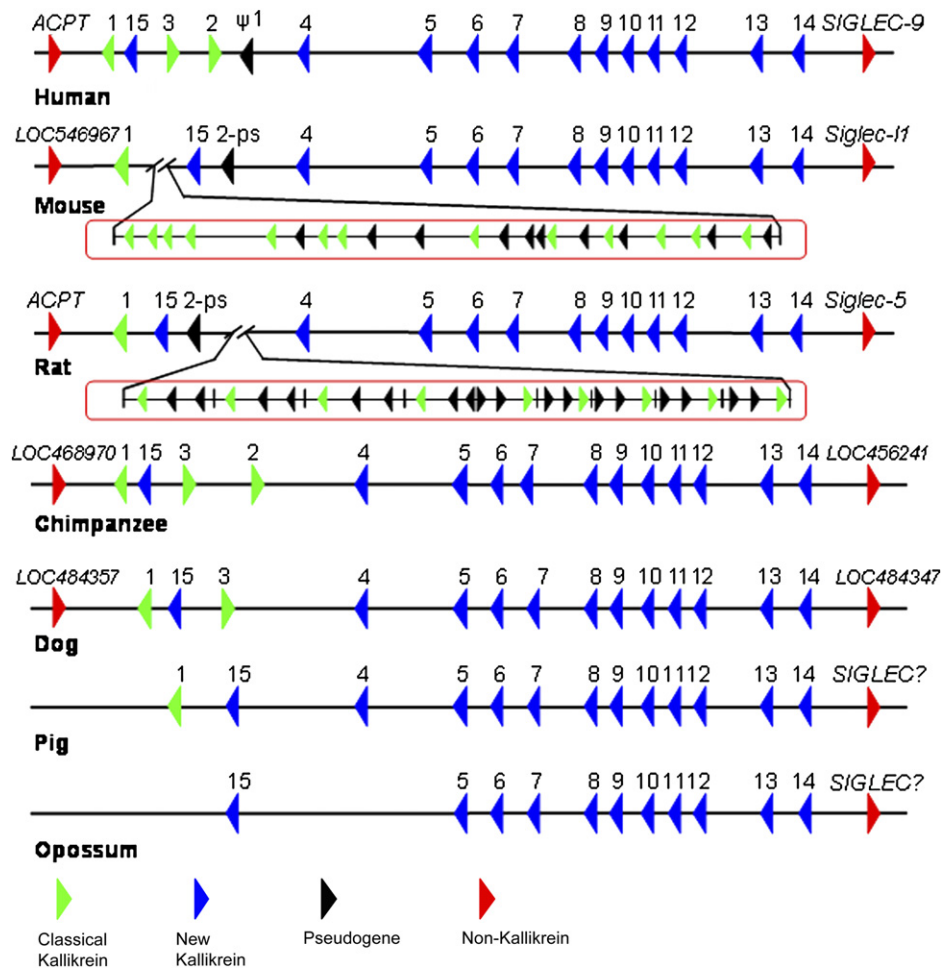 ACPT 1 15 3 2 ψ1 4 5 6 7 8 9 10 11 12 13 14 SIGLEC-9
Human
LOC546967 1 15 2-ps 4 5 6 7 8 9 10 11 12 13 14 Siglec-l1
Mouse
ACPT 1 15 2-ps 4 5 6 7 8 9 10 11 12 13 14 Siglec-5
Rat
LOC468970 1 15 3 2 4 5 6 7 8 9 10 11 12 13 14 LOC456241
Chimpanzee
LOC484357 1 15 3 4 5 6 7 8 9 10 11 12 13 14 LOC484347
Dog
1 15 4 5 6 7 8 9 10 11 12 13 14 SIGLEC?
Pig
15 5 6 7 8 9 10 11 12 13 14 SIGLEC?
Opossum
Classical New Pseudogene Non-Kallikrein
Kallikrein Kallikrein